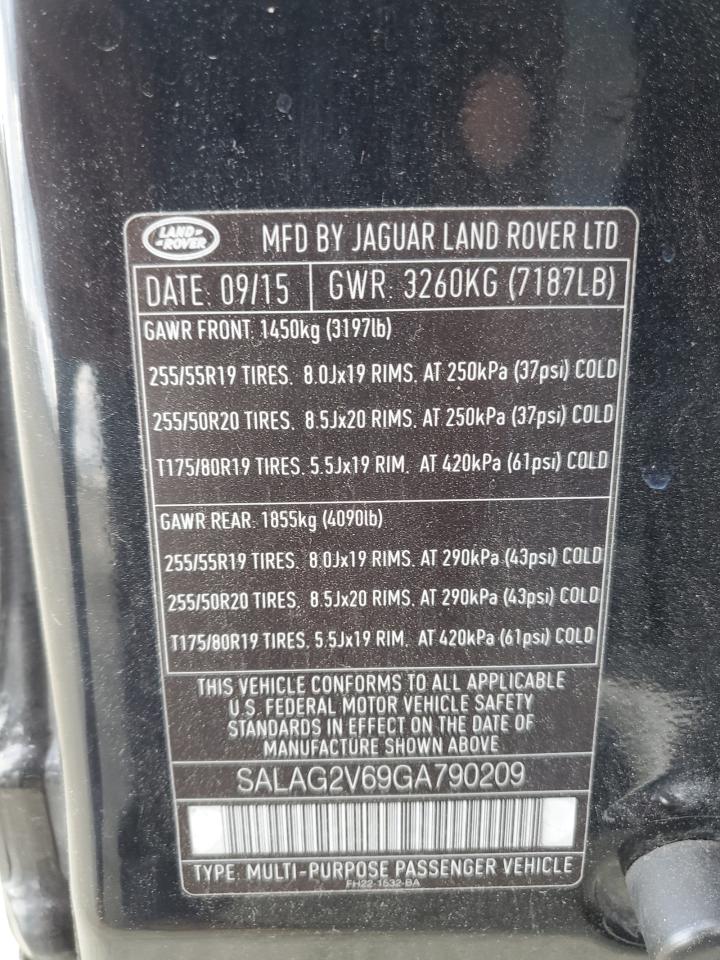 LAND-
-ROVER
MFD BY JAGUAR LAND ROVER LTD
DATE: 09/15 GWR: 3260KG (7187LB)
GAWR FRONT: 1450kg (3197lb)
255/55R19 TIRES, 8.0Jx19 RIMS, AT 250kPa (37psi) COLD
255/50R20 TIRES, 8.5Jx20 RIMS, AT 250kPa (37psi) COLD
T175/80R19 TIRES, 5.5Jx19 RIM, AT 420kPa (61psi) COLD
GAWR REAR: 1855kg (4090lb)
255/55R19 TIRES, 8.0Jx19 RIMS, AT 290kPa (43psi) COLD
255/50R20 TIRES, 8.5Jx20 RIMS, AT 290kPa (43psi) COLD
T175/80R19 TIRES, 5.5Jx19 RIM, AT 420kPa (61psi) COLD
THIS VEHICLE CONFORMS TO ALL APPLICABLE
U.S. FEDERAL MOTOR VEHICLE SAFETY
STANDARDS IN EFFECT ON THE DATE OF
MANUFACTURE SHOWN ABOVE
SALAG2V69GA790209
TYPE: MULTI-PURPOSE PASSENGER VEHICLE
FH22-1532-BA